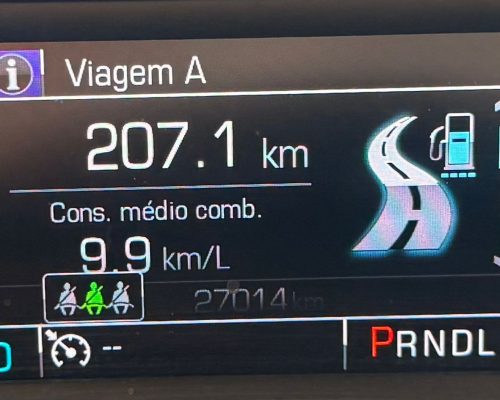 i Viagem A
207.1 km
Cons. médio comb.
9.9 km/L
27014 km
--
PRNDL